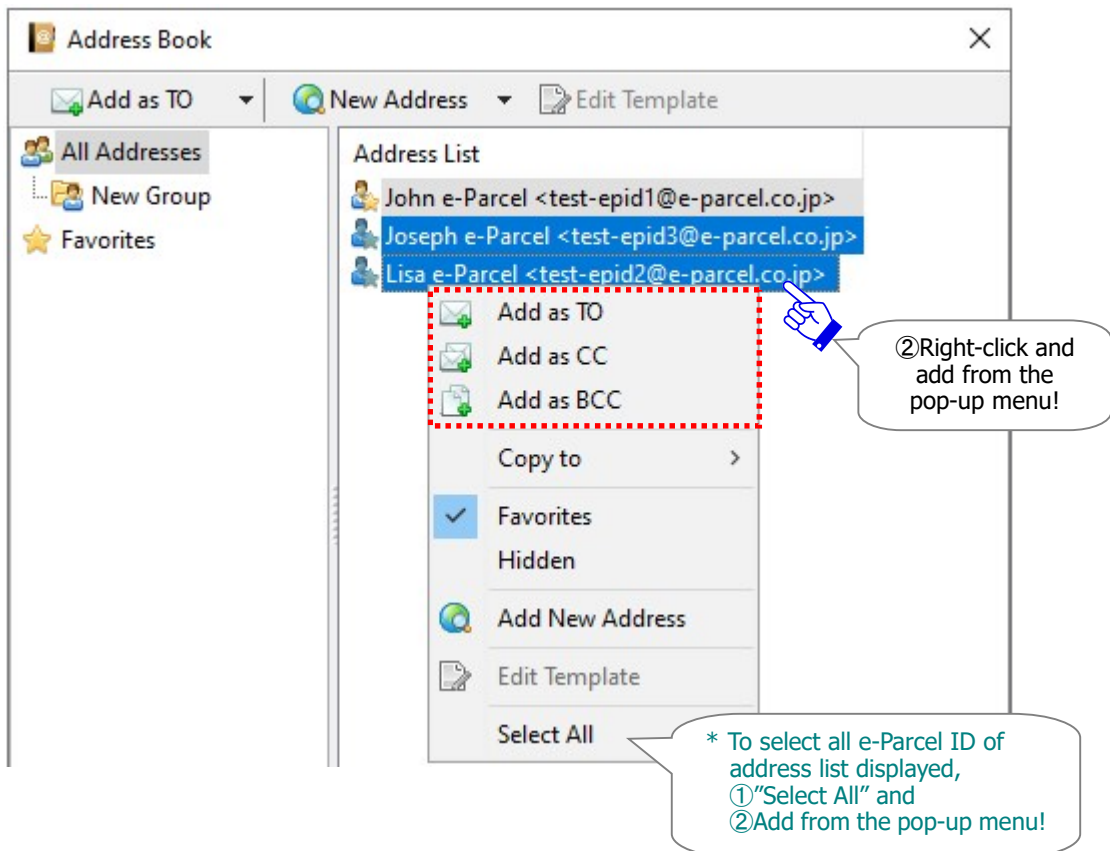 Address Book
Add as TO
New Address
Edit Template
All Addresses
New Group
Favorites
Address List
John e-Parcel <test-epid1@e-parcel.co.jp>
Joseph e-Parcel <test-epid3@e-parcel.co.jp>
Lisa e-Parcel <test-epid2@e-parcel.co.jp>
Add as TO
Add as CC
Add as BCC
Copy to
Favorites
Hidden
Add New Address
Edit Template
Select All
②Right-click and
add from the
pop-up menu!
* To select all e-Parcel ID of
address list displayed,
①”Select All” and
②Add from the pop-up menu!